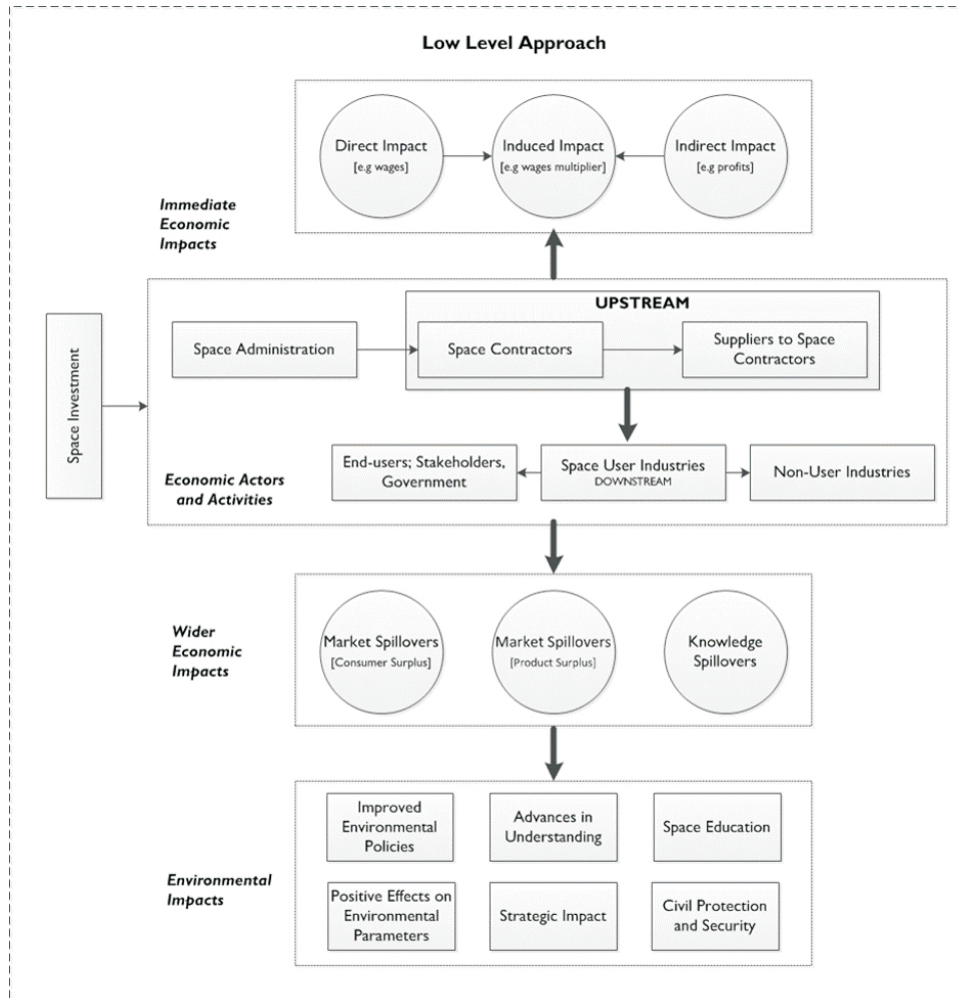 Low Level Approach
Direct Impact
[e.g wages]
Induced Impact
[e.g wages multiplier]
Indirect Impact
[e.g profits]
Immediate
Economic
Impacts
UPSTREAM
Space Investment
Space Administration
Space Contractors
Suppliers to Space
Contractors
End-users; Stakeholders,
Government
Space User Industries
DOWNSTREAM
Non-User Industries
Economic Actors
and Activities
Wider
Economic
Impacts
Market Spillovers
[Consumer Surplus]
Market Spillovers
[Product Surplus]
Knowledge
Spillovers
Improved
Environmental
Policies
Advances in
Understanding
Space Education
Environmental
Impacts
Positive Effects on
Environmental
Parameters
Strategic Impact
Civil Protection
and Security